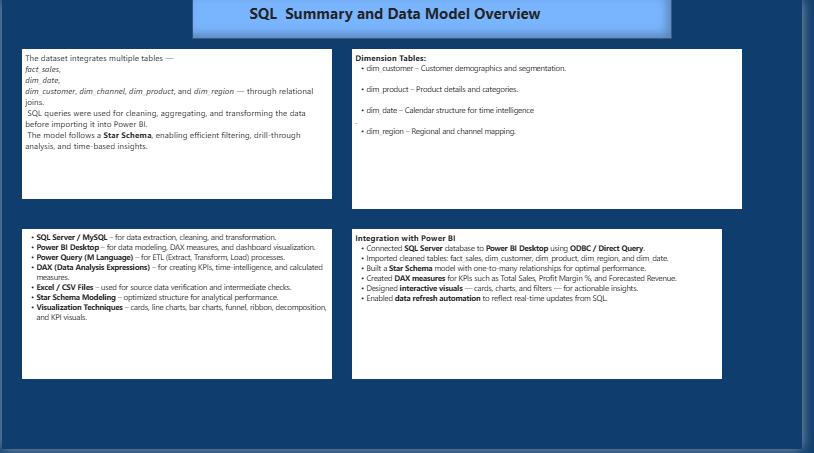 SQL  Summary and Data Model Overview
The dataset integrates multiple tables —
fact_sales,
dim_date,
dim_customer, dim_channel, dim_product, and dim_region — through relational
joins.
SQL queries were used for cleaning, aggregating, and transforming the data
before importing it into Power BI.
The model follows a Star Schema, enabling efficient filtering, drill-through
analysis, and time-based insights.
Dimension Tables:
• dim_customer – Customer demographics and segmentation.
• dim_product – Product details and categories.
• dim_date – Calendar structure for time intelligence
• dim_region – Regional and channel mapping.
• SQL Server / MySQL – for data extraction, cleaning, and transformation.
• Power BI Desktop – for data modeling, DAX measures, and dashboard visualization.
• Power Query (M Language) – for ETL (Extract, Transform, Load) processes.
• DAX (Data Analysis Expressions) – for creating KPIs, time-intelligence, and calculated
measures.
• Excel / CSV Files – used for source data verification and intermediate checks.
• Star Schema Modeling – optimized structure for analytical performance.
• Visualization Techniques – cards, line charts, bar charts, funnel, ribbon, decomposition,
and KPI visuals.
Integration with Power BI
• Connected SQL Server database to Power BI Desktop using ODBC / Direct Query.
• Imported cleaned tables: fact_sales, dim_customer, dim_product, dim_region, and dim_date.
• Built a Star Schema model with one-to-many relationships for optimal performance.
• Created DAX measures for KPIs such as Total Sales, Profit Margin %, and Forecasted Revenue.
• Designed interactive visuals — cards, charts, and filters — for actionable insights.
• Enabled data refresh automation to reflect real-time updates from SQL.